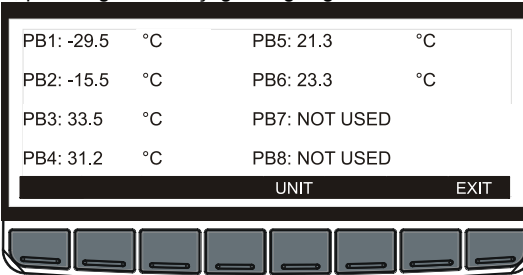 PB1: -29.5 °C PB5: 21.3 °C
PB2: -15.5 °C PB6: 23.3 °C
PB3: 33.5 °C PB7: NOT USED
PB4: 31.2 °C PB8: NOT USED
UNIT EXIT